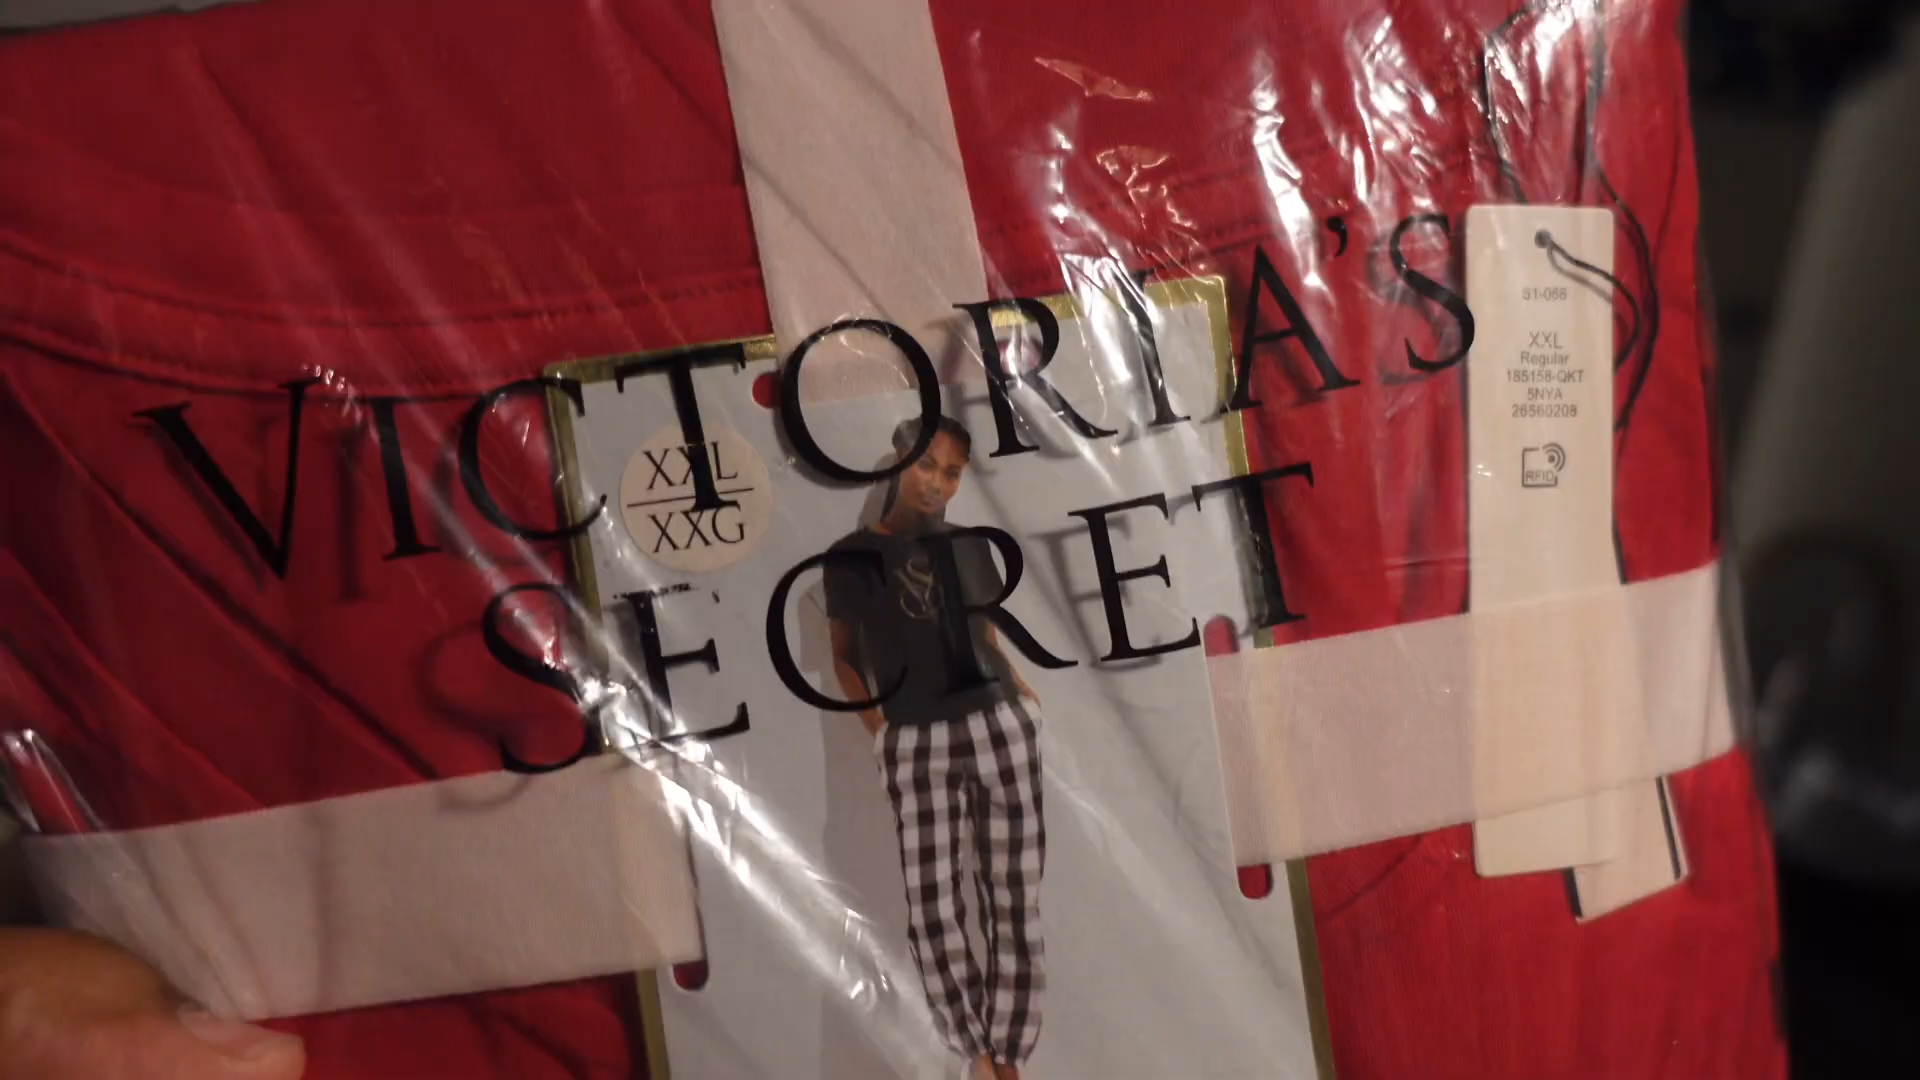 VICTORIA'S
SECRET
XXL
XXG
51-066
XXL
Regular
185158-QKT
5NYA
26560208
RFID